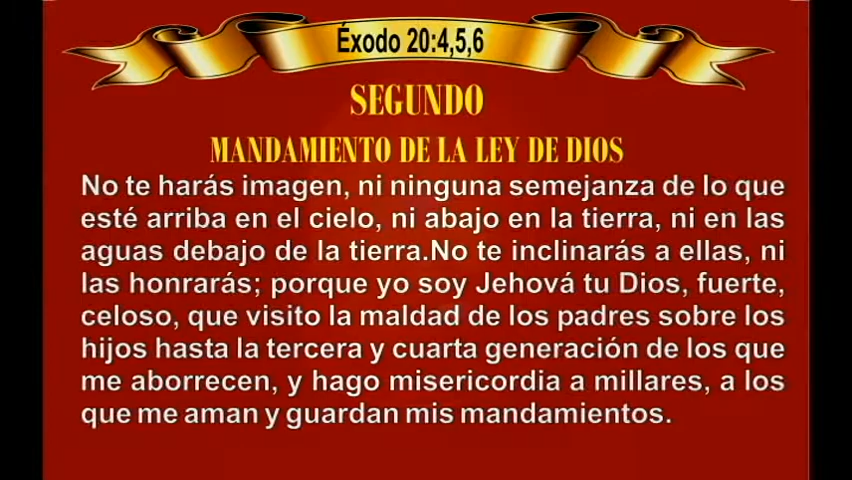 Éxodo 20:4,5,6
SEGUNDO
MANDAMIENTO DE LA LEY DE DIOS
No te harás imagen, ni ninguna semejanza de lo que
esté arriba en el cielo, ni abajo en la tierra, ni en las
aguas debajo de la tierra.No te inclinarás a ellas, ni
las honrarás; porque yo soy Jehová tu Dios, fuerte,
celoso, que visito la maldad de los padres sobre los
hijos hasta la tercera y cuarta generación de los que
me aborrecen, y hago misericordia a millares, a los
que me aman y guardan mis mandamientos.